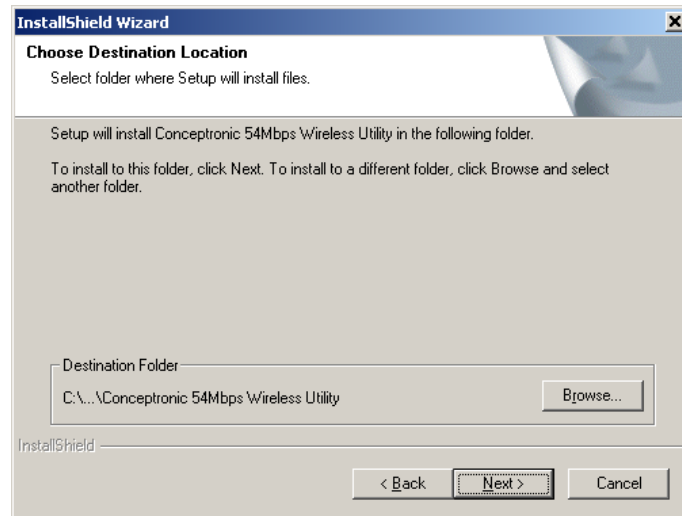 InstallShield Wizard
Choose Destination Location
Select folder where Setup will install files.
Setup will install Conceptronic 54Mbps Wireless Utility in the following folder.
To install to this folder, click Next. To install to a different folder, click Browse and select
another folder.
Destination Folder
C:\...\Conceptronic 54Mbps Wireless Utility
Browse...
InstallShield
< Back
Next >
Cancel